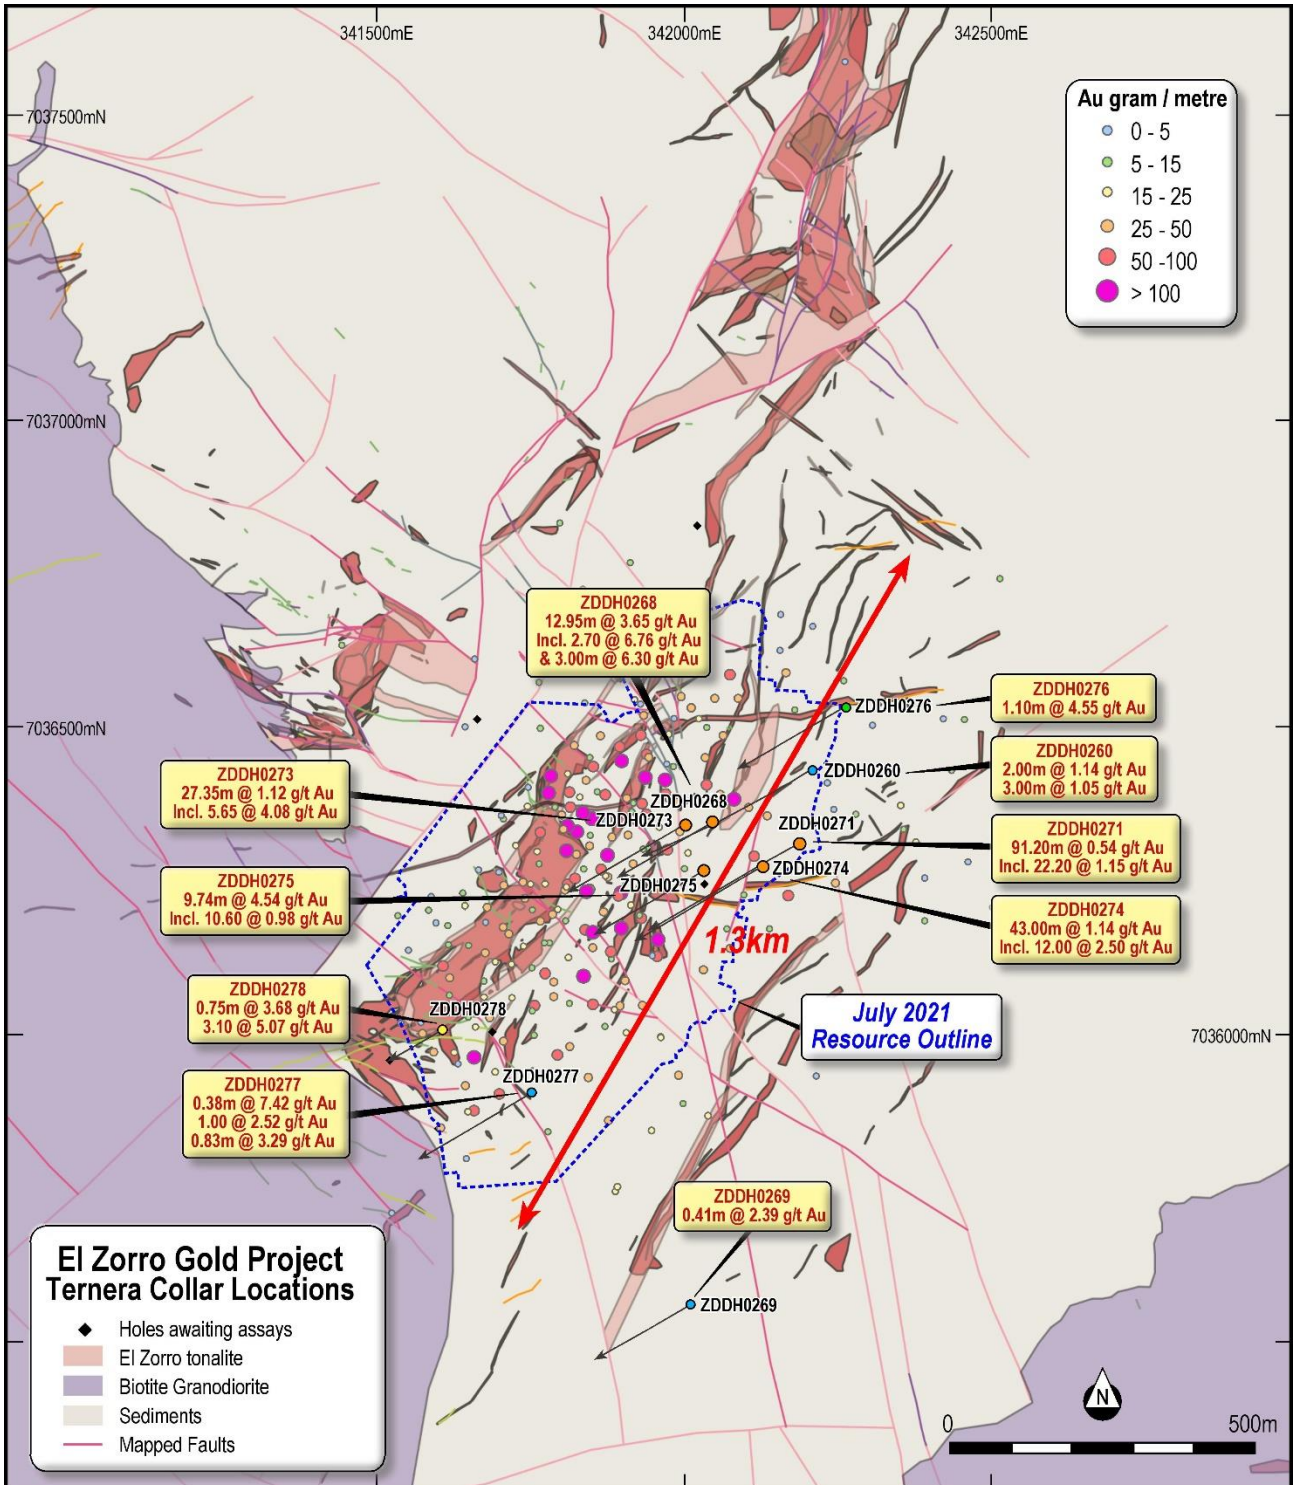 341500mE
342000mE
342500mE
7037500mN
Au gram / metre
0 - 5
5 - 15
15 - 25
25 - 50
50 -100
> 100
7037000mN
ZDDH0268
12.95m @ 3.65 g/t Au
Incl. 2.70 @ 6.76 g/t Au
& 3.00m @ 6.30 g/t Au
7036500mN
ZDDH0276
ZDDH0276
1.10m @ 4.55 g/t Au
ZDDH0260
ZDDH0260
2.00m @ 1.14 g/t Au
3.00m @ 1.05 g/t Au
ZDDH0273
27.35m @ 1.12 g/t Au
Incl. 5.65 @ 4.08 g/t Au
ZDDH0268
ZDDH0273
ZDDH0271
ZDDH0271
91.20m @ 0.54 g/t Au
Incl. 22.20 @ 1.15 g/t Au
ZDDH0275
9.74m @ 4.54 g/t Au
Incl. 10.60 @ 0.98 g/t Au
ZDDH0275
ZDDH0274
ZDDH0274
43.00m @ 1.14 g/t Au
Incl. 12.00 @ 2.50 g/t Au
1.3km
ZDDH0278
0.75m @ 3.68 g/t Au
3.10 @ 5.07 g/t Au
ZDDH0278
July 2021
Resource Outline
7036000mN
ZDDH0277
0.38m @ 7.42 g/t Au
1.00 @ 2.52 g/t Au
0.83m @ 3.29 g/t Au
ZDDH0277
ZDDH0269
0.41m @ 2.39 g/t Au
ZDDH0269
El Zorro Gold Project
Ternera Collar Locations
Holes awaiting assays
El Zorro tonalite
Biotite Granodiorite
Sediments
Mapped Faults
N
0
500m